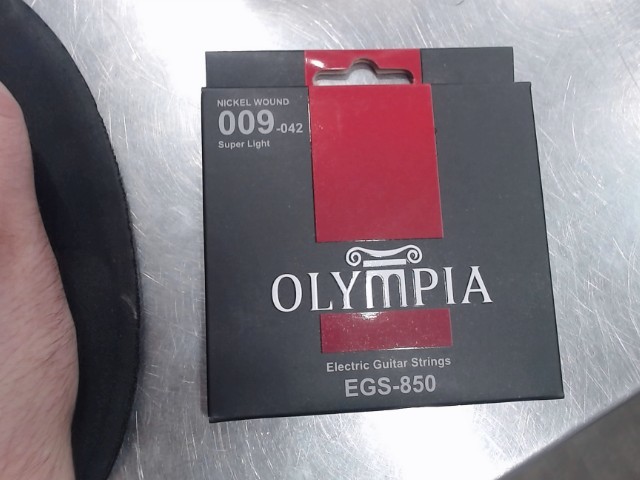 NICKEL WOUND
009-042
Super Light
OLYMPIA
Electric Guitar Strings
EGS-850